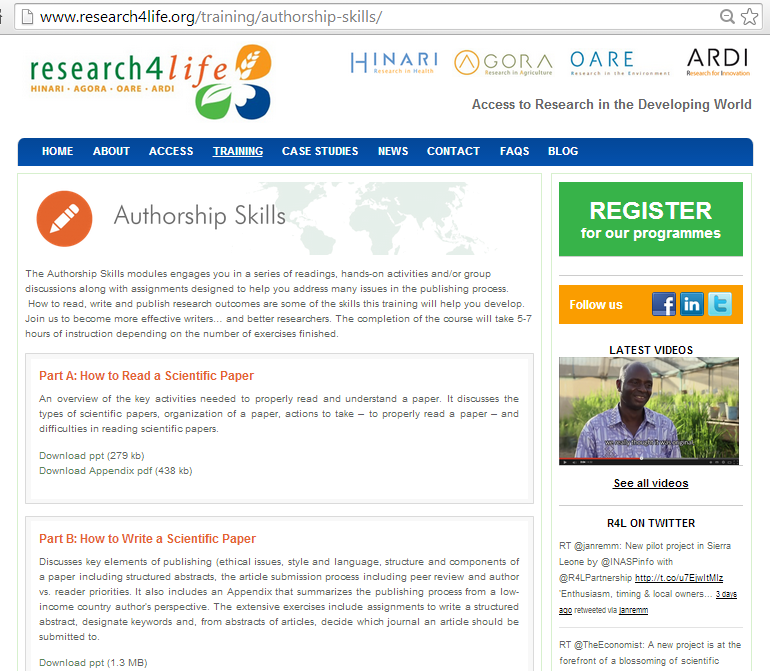 www.research4life.org/training/authorship-skills/
research4life
HINARI · AGORA · OARE · ARDI
HINARI
Research in Health
AGORA
Research in Agriculture
OARE
Research in the Environment
ARDI
Research for Innovation
Access to Research in the Developing World
HOME ABOUT ACCESS TRAINING CASE STUDIES NEWS CONTACT FAQS BLOG
Authorship Skills
The Authorship Skills modules engages you in a series of readings, hands-on activities and/or group
discussions along with assignments designed to help you address many issues in the publishing process.
How to read, write and publish research outcomes are some of the skills this training will help you develop.
Join us to become more effective writers... and better researchers. The completion of the course will take 5-7
hours of instruction depending on the number of exercises finished.
Part A: How to Read a Scientific Paper
An overview of the key activities needed to properly read and understand a paper. It discusses the
types of scientific papers, organization of a paper, actions to take – to properly read a paper – and
difficulties in reading scientific papers.
Download ppt (279 kb)
Download Appendix pdf (438 kb)
Part B: How to Write a Scientific Paper
Discusses key elements of publishing (ethical issues, style and language, structure and components of
a paper including structured abstracts, the article submission process including peer review and author
vs. reader priorities. It also includes an Appendix that summarizes the publishing process from a low-
income country author's perspective. The extensive exercises include assignments to write a structured
abstract, designate keywords and, from abstracts of articles, decide which journal an article should be
submitted to.
Download ppt (1.3 MB)
REGISTER
for our programmes
Follow us
f in t
LATEST VIDEOS
we really thought it was original
See all videos
R4L ON TWITTER
RT @janremm: New pilot project in Sierra
Leone by @INASPinfo with
@R4LPartnership http://t.co/u7EjwItMlz
'Enthusiasm, timing & local owners... 3 days
ago retweeted via janremm
RT @TheEconomist: A new project is at the
forefront of a blossoming of scientific